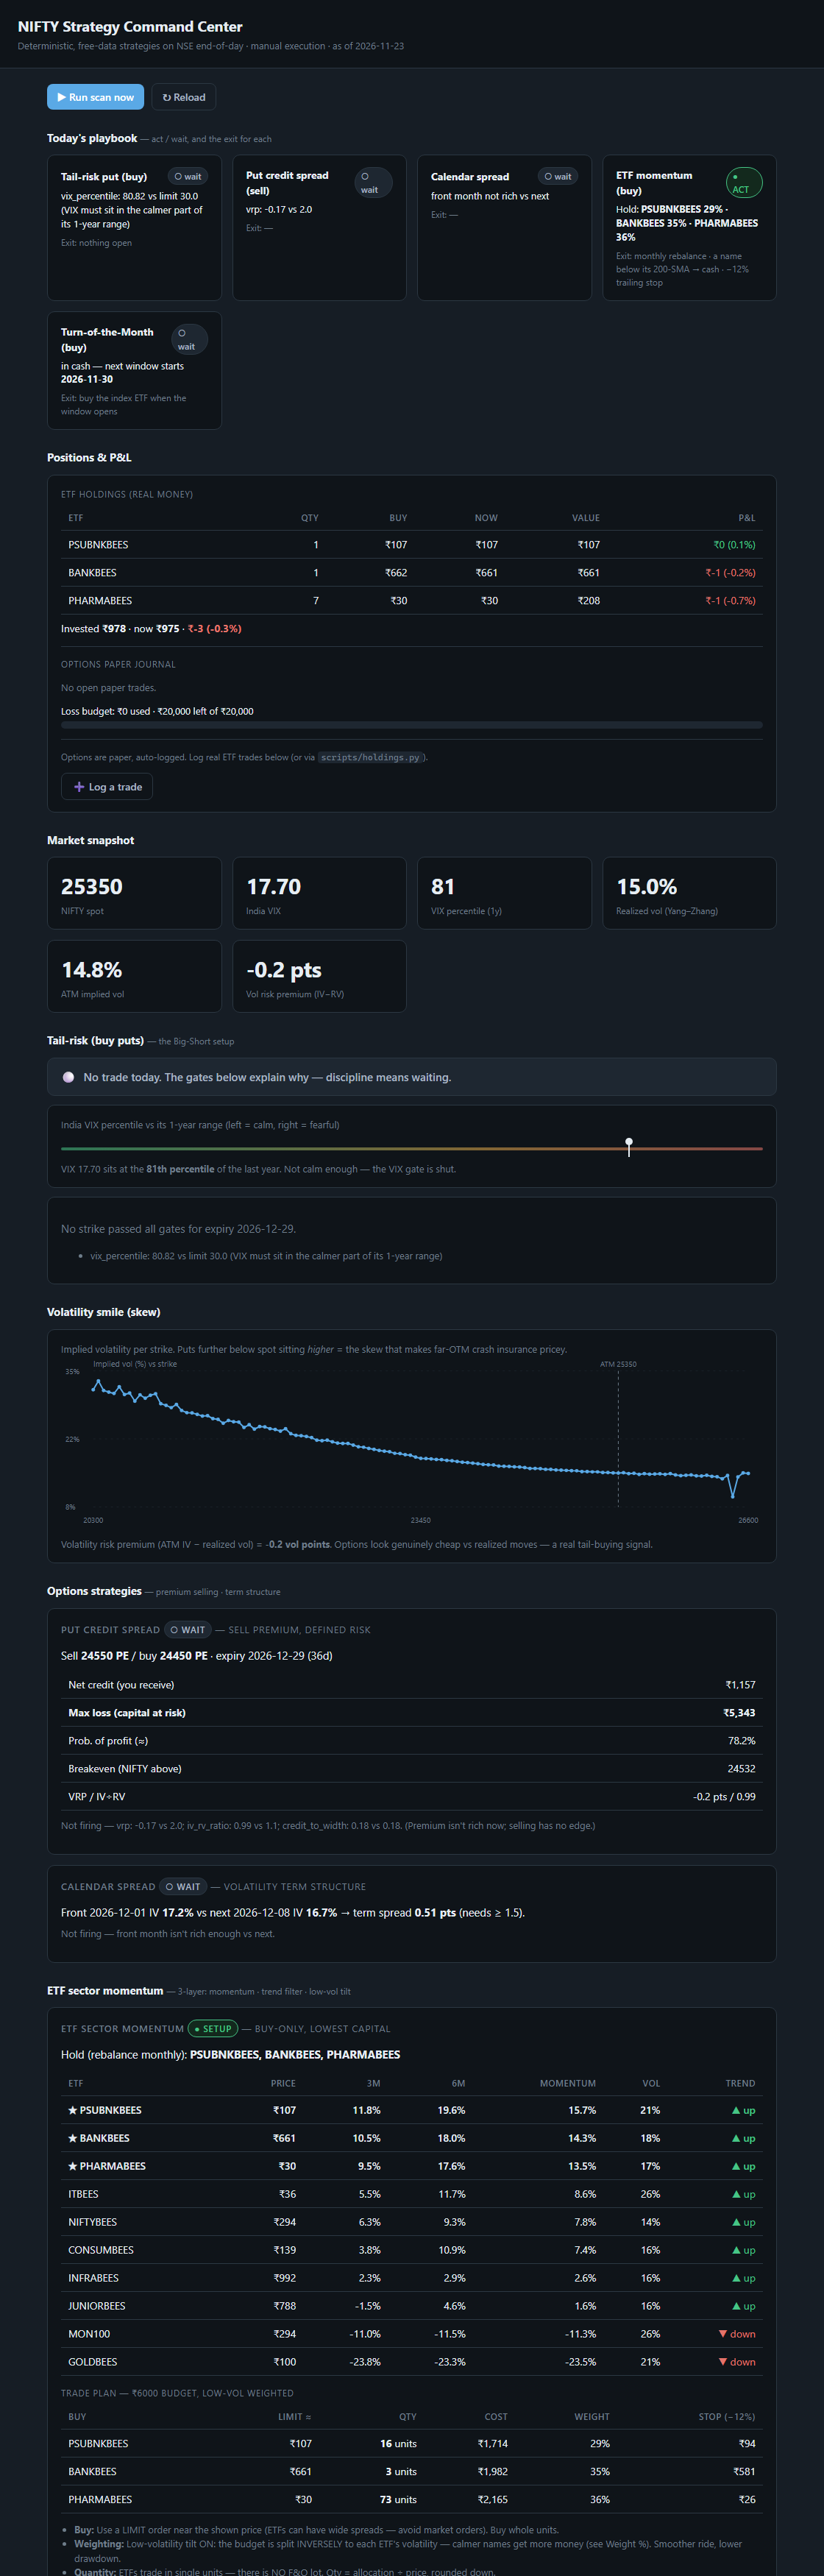 NIFTY Strategy Command Center
Deterministic, free-data strategies on NSE end-of-day · manual execution · as of 2026-11-23
▶ Run scan now
↻ Reload
Today's playbook — act / wait, and the exit for each
Tail-risk put (buy)
○ wait
vix_percentile: 80.82 vs limit 30.0
(VIX must sit in the calmer part of
its 1-year range)
Exit: nothing open
Put credit spread
(sell)
○
wait
vrp: -0.17 vs 2.0
Exit: —
Calendar spread
○ wait
front month not rich vs next
Exit: —
ETF momentum
(buy)
●
ACT
Hold: PSUBNKBEES 29% ·
BANKBEES 35% · PHARMABEES
36%
Exit: monthly rebalance · a name
below its 200-SMA → cash · −12%
trailing stop
Turn-of-the-Month
(buy)
○
wait
in cash — next window starts
2026-11-30
Exit: buy the index ETF when the
window opens
Positions & P&L
ETF HOLDINGS (REAL MONEY)
ETF QTY BUY NOW VALUE P&L
PSUBNKBEES 1 ₹107 ₹107 ₹107 ₹0 (0.1%)
BANKBEES 1 ₹662 ₹661 ₹661 ₹-1 (-0.2%)
PHARMABEES 7 ₹30 ₹30 ₹208 ₹-1 (-0.7%)
Invested ₹978 · now ₹975 · ₹-3 (-0.3%)
OPTIONS PAPER JOURNAL
No open paper trades.
Loss budget: ₹0 used · ₹20,000 left of ₹20,000
Options are paper, auto-logged. Log real ETF trades below (or via scripts/holdings.py).
➕ Log a trade
Market snapshot
25350
NIFTY spot
17.70
India VIX
81
VIX percentile (1y)
15.0%
Realized vol (Yang–Zhang)
14.8%
ATM implied vol
-0.2 pts
Vol risk premium (IV−RV)
Tail-risk (buy puts) — the Big-Short setup
No trade today. The gates below explain why — discipline means waiting.
India VIX percentile vs its 1-year range (left = calm, right = fearful)
VIX 17.70 sits at the 81th percentile of the last year. Not calm enough — the VIX gate is shut.
No strike passed all gates for expiry 2026-12-29.
• vix_percentile: 80.82 vs limit 30.0 (VIX must sit in the calmer part of its 1-year range)
Volatility smile (skew)
Implied volatility per strike. Puts further below spot sitting higher = the skew that makes far-OTM crash insurance pricey.
Implied vol (%) vs strike
ATM 25350
35%
22%
8%
20300 23450 26600
Volatility risk premium (ATM IV − realized vol) = -0.2 vol points. Options look genuinely cheap vs realized moves — a real tail-buying signal.
Options strategies — premium selling · term structure
PUT CREDIT SPREAD ○ WAIT — SELL PREMIUM, DEFINED RISK
Sell 24550 PE / buy 24450 PE · expiry 2026-12-29 (36d)
Net credit (you receive) ₹1,157
Max loss (capital at risk) ₹5,343
Prob. of profit (≈) 78.2%
Breakeven (NIFTY above) 24532
VRP / IV÷RV -0.2 pts / 0.99
Not firing — vrp: -0.17 vs 2.0; iv_rv_ratio: 0.99 vs 1.1; credit_to_width: 0.18 vs 0.18. (Premium isn't rich now; selling has no edge.)
CALENDAR SPREAD ○ WAIT — VOLATILITY TERM STRUCTURE
Front 2026-12-01 IV 17.2% vs next 2026-12-08 IV 16.7% → term spread 0.51 pts (needs ≥ 1.5).
Not firing — front month isn't rich enough vs next.
ETF sector momentum — 3-layer: momentum · trend filter · low-vol tilt
ETF SECTOR MOMENTUM ● SETUP — BUY-ONLY, LOWEST CAPITAL
Hold (rebalance monthly): PSUBNKBEES, BANKBEES, PHARMABEES
ETF PRICE 3M 6M MOMENTUM VOL TREND
★ PSUBNKBEES ₹107 11.8% 19.6% 15.7% 21% ▲ up
★ BANKBEES ₹661 10.5% 18.0% 14.3% 18% ▲ up
★ PHARMABEES ₹30 9.5% 17.6% 13.5% 17% ▲ up
ITBEES ₹36 5.5% 11.7% 8.6% 26% ▲ up
NIFTYBEES ₹294 6.3% 9.3% 7.8% 14% ▲ up
CONSUMBEES ₹139 3.8% 10.9% 7.4% 16% ▲ up
INFRABEES ₹992 2.3% 2.9% 2.6% 16% ▲ up
JUNIORBEES ₹788 -1.5% 4.6% 1.6% 16% ▲ up
MON100 ₹294 -11.0% -11.5% -11.3% 26% ▼ down
GOLDBEES ₹100 -23.8% -23.3% -23.5% 21% ▼ down
TRADE PLAN — ₹6000 BUDGET, LOW-VOL WEIGHTED
BUY LIMIT ≈ QTY COST WEIGHT STOP (−12%)
PSUBNKBEES ₹107 16 units ₹1,714 29% ₹94
BANKBEES ₹661 3 units ₹1,982 35% ₹581
PHARMABEES ₹30 73 units ₹2,165 36% ₹26
• Buy: Use a LIMIT order near the shown price (ETFs can have wide spreads — avoid market orders). Buy whole units.
• Weighting: Low-volatility tilt ON: the budget is split INVERSELY to each ETF's volatility — calmer names get more money (see Weight %). Smoother ride, lower
drawdown.
• Quantity: ETFs trade in single units — there is NO F&O lot. Qty = allocation ÷ price, rounded down.